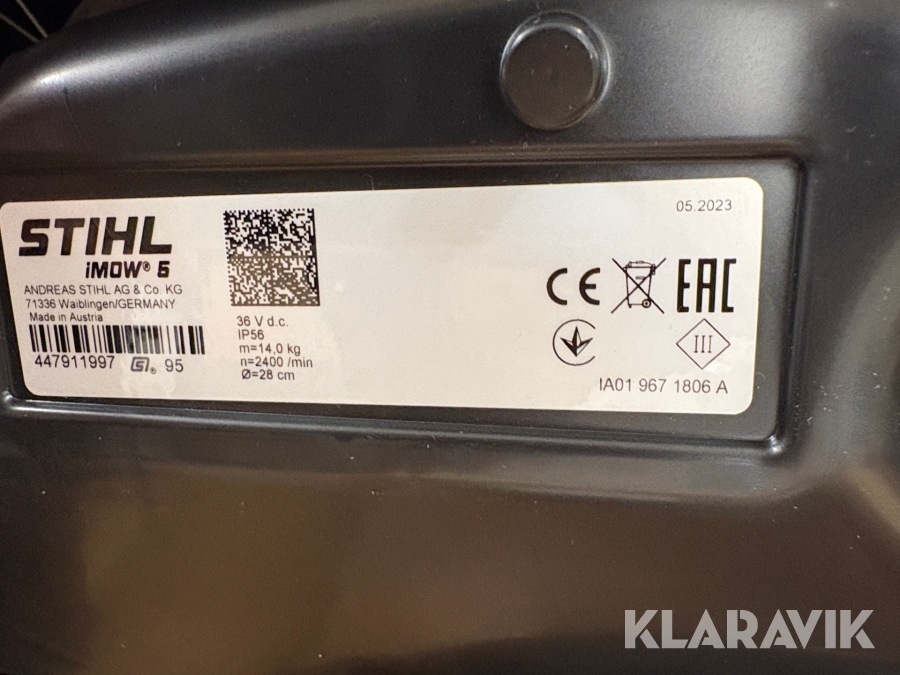 STIHL
iMOW® 5
ANDREAS STIHL AG & Co. KG
71336 Waiblingen/GERMANY
Made in Austria
447911997 95
36 V d.c.
IP56
m=14,0 kg
n=2400 /min
Ø=28 cm
05.2023
CE EAC
III
IA01 967 1806 A
KLARAVIK